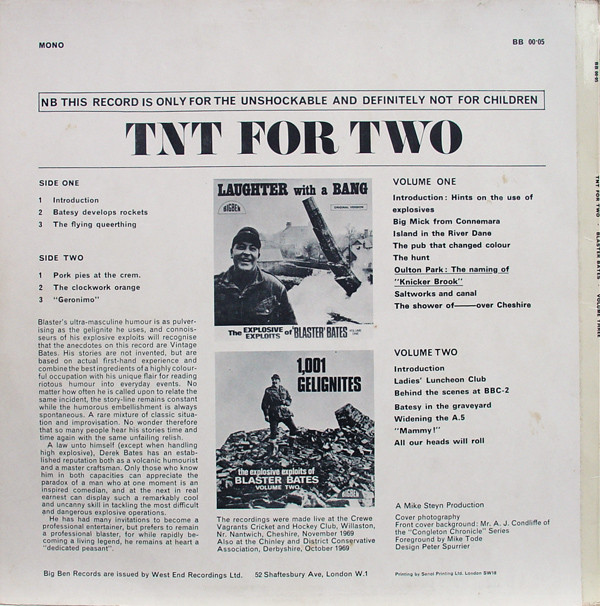 MONO
BB 00·05
NB THIS RECORD IS ONLY FOR THE UNSHOCKABLE AND DEFINITELY NOT FOR CHILDREN
TNT FOR TWO
SIDE ONE
1 Introduction
2 Batesy develops rockets
3 The flying queerthing
SIDE TWO
1 Pork pies at the crem.
2 The clockwork orange
3 "Geronimo"
Blaster's ultra-masculine humour is as pulver-
ising as the gelignite he uses, and connois-
seurs of his explosive exploits will recognise
that the anecdotes on this record are Vintage
Bates. His stories are not invented, but are
based on actual first-hand experience and
combine the best ingredients of a highly colour-
ful occupation with his unique flair for reading
riotous humour into everyday events. No
matter how often he is called upon to relate the
same incident, the story-line remains constant
while the humorous embellishment is always
spontaneous. A rare mixture of classic situa-
tion and improvisation. No wonder therefore
that so many people hear his stories time and
time again with the same unfailing relish.
A law unto himself (except when handling
high explosive), Derek Bates has an estab-
lished reputation both as a volcanic humourist
and a master craftsman. Only those who know
him in both capacities can appreciate the
paradox of a man who at one moment is an
inspired comedian, and at the next in real
earnest can display such a remarkably cool
and uncanny skill in tackling the most difficult
and dangerous explosive operations.
He has had many invitations to become a
professional entertainer, but prefers to remain
a professional blaster, for while rapidly be-
coming a living legend, he remains at heart a
"dedicated peasant".
LAUGHTER with a BANG
BIGBEN
ORIGINAL VERSION
The EXPLOSIVE EXPLOITS of 'BLASTER' BATES
1,001
GELIGNITES
the explosive exploits of
BLASTER BATES
VOLUME TWO
BIGBEN
The recordings were made live at the Crewe
Vagrants Cricket and Hockey Club, Willaston,
Nr. Nantwich, Cheshire, November 1969
Also at the Chinley and District Conservative
Association, Derbyshire, October 1969
VOLUME ONE
Introduction: Hints on the use of
explosives
Big Mick from Connemara
Island in the River Dane
The pub that changed colour
The hunt
Oulton Park: The naming of
"Knicker Brook"
Saltworks and canal
The shower of——over Cheshire
VOLUME TWO
Introduction
Ladies' Luncheon Club
Behind the scenes at BBC-2
Batesy in the graveyard
Widening the A.5
"Mammy!"
All our heads will roll
A Mike Steyn Production
Cover photography
Front cover background: Mr. A. J. Condliffe of
the "Congleton Chronicle" Series
Foreground by Mike Tode
Design Peter Spurrier
Big Ben Records are issued by West End Recordings Ltd. 52 Shaftesbury Ave, London W.1
Printing by Senol Printing Ltd. London SW18
BB 00·05
TNT FOR TWO · BLASTER BATES · VOLUME THREE